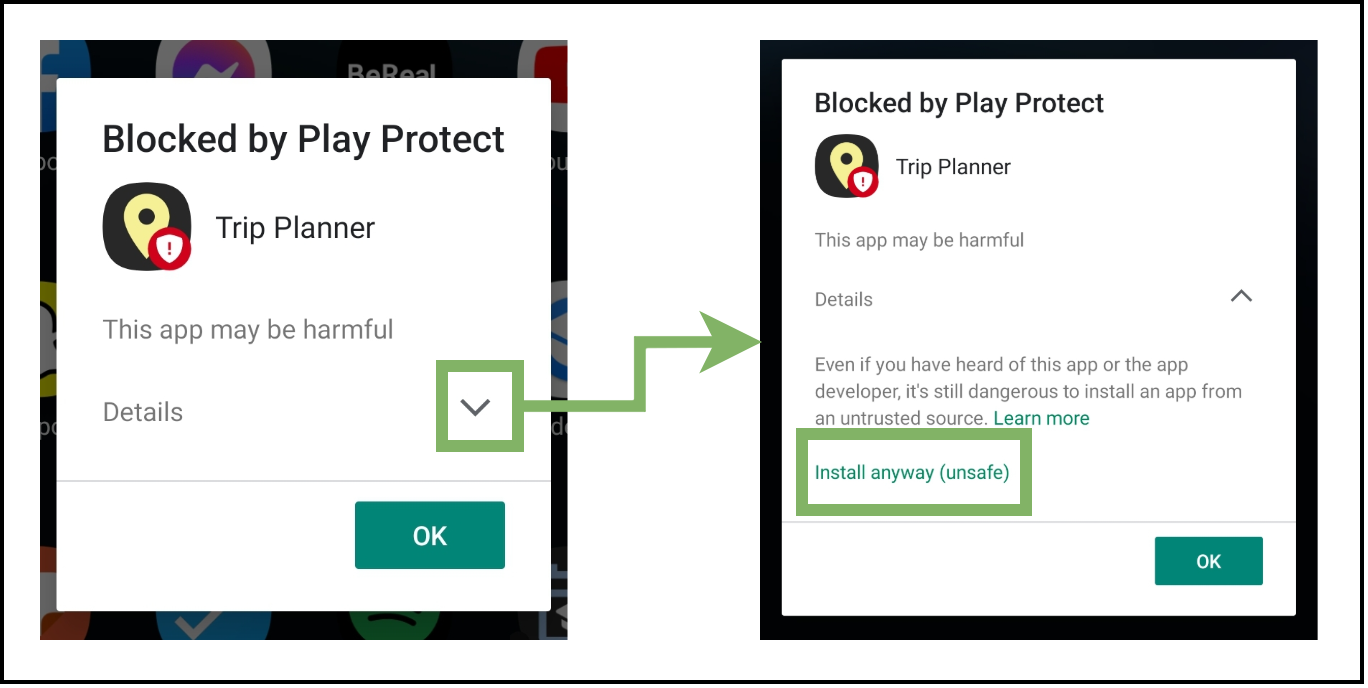 BeReal
Blocked by Play Protect
Trip Planner
This app may be harmful
Details
OK
Blocked by Play Protect
Trip Planner
This app may be harmful
Details
Even if you have heard of this app or the app
developer, it's still dangerous to install an app from
an untrusted source. Learn more
Install anyway (unsafe)
OK